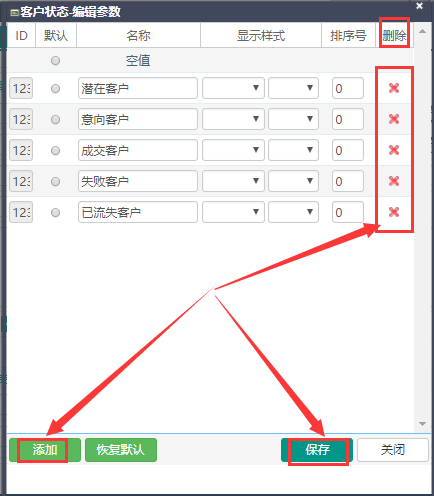 客户状态-编辑参数 ×
ID 默认 名称 显示样式 排序号 删除
空值
123 潜在客户 0
123 意向客户 0
123 成交客户 0
123 失败客户 0
123 已流失客户 0
添加 恢复默认 保存 关闭